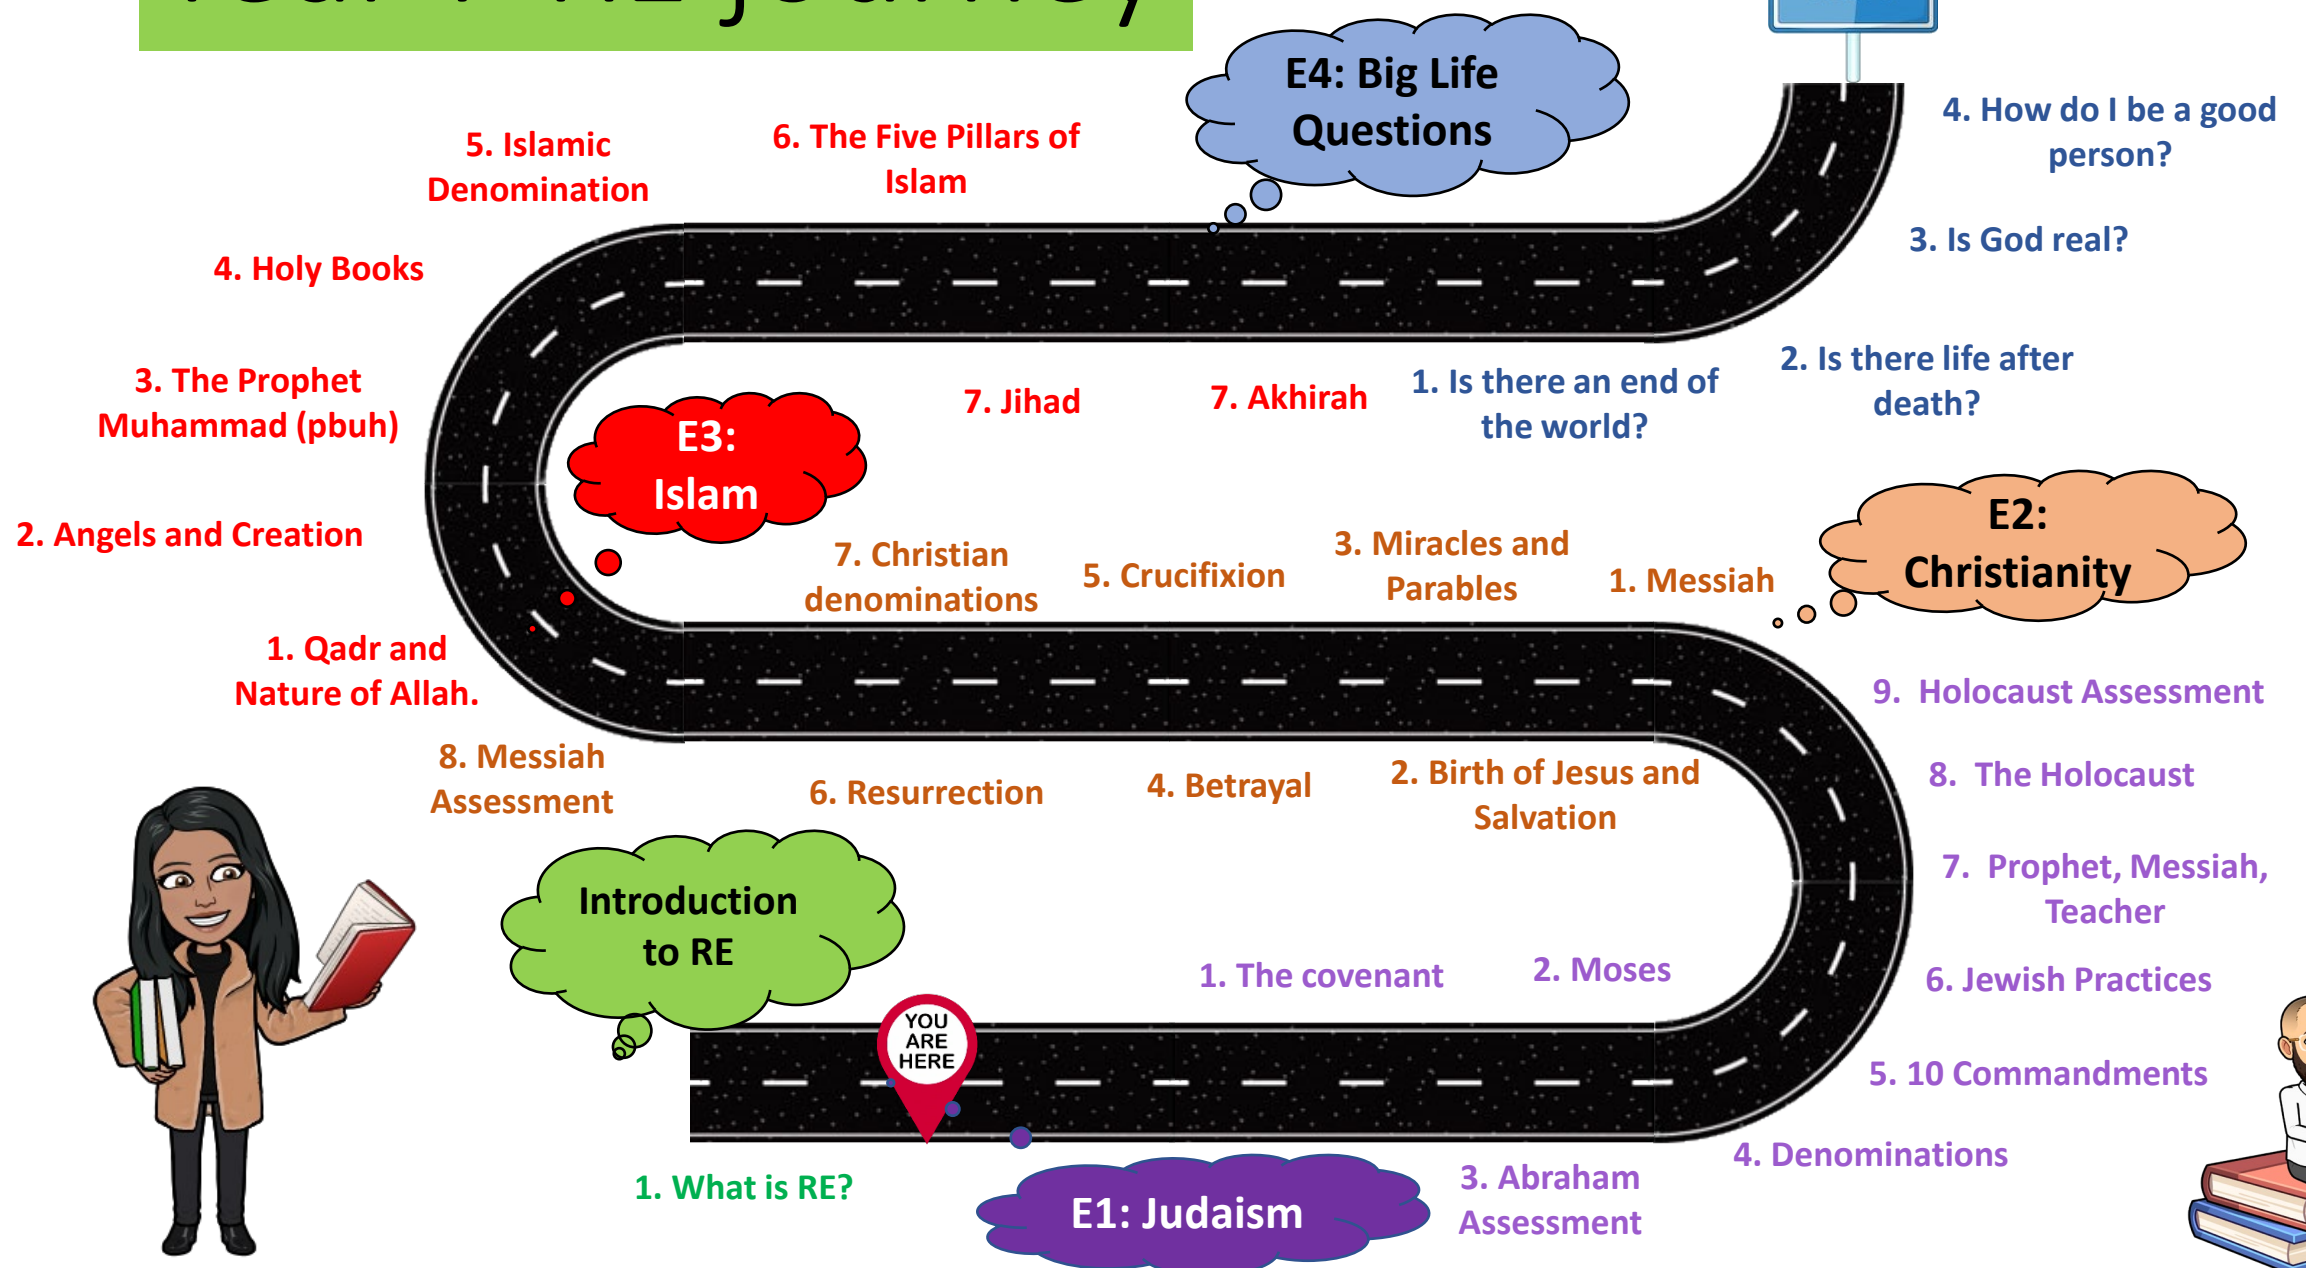 E4: Big Life
Questions
4. How do I be a good
person?
5. Islamic
Denomination
6. The Five Pillars of
Islam
3. Is God real?
4. Holy Books
2. Is there life after
death?
3. The Prophet
Muhammad (pbuh)
7. Jihad
7. Akhirah
1. Is there an end of
the world?
E3:
Islam
E2:
Christianity
2. Angels and Creation
7. Christian
denominations
5. Crucifixion
3. Miracles and
Parables
1. Messiah
1. Qadr and
Nature of Allah.
9. Holocaust Assessment
8. Messiah
Assessment
6. Resurrection
4. Betrayal
2. Birth of Jesus and
Salvation
8. The Holocaust
7. Prophet, Messiah,
Teacher
Introduction
to RE
1. The covenant
2. Moses
6. Jewish Practices
YOU
ARE
HERE
5. 10 Commandments
4. Denominations
1. What is RE?
E1: Judaism
3. Abraham
Assessment